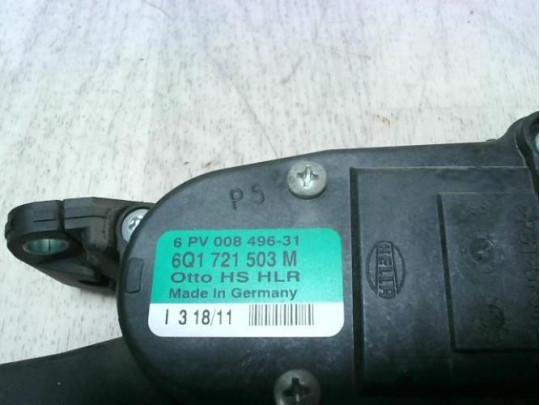 P5
6 PV 008 496-31
6Q1 721 503 M
Otto HS HLR
Made in Germany
I 3 18/11
HELLA